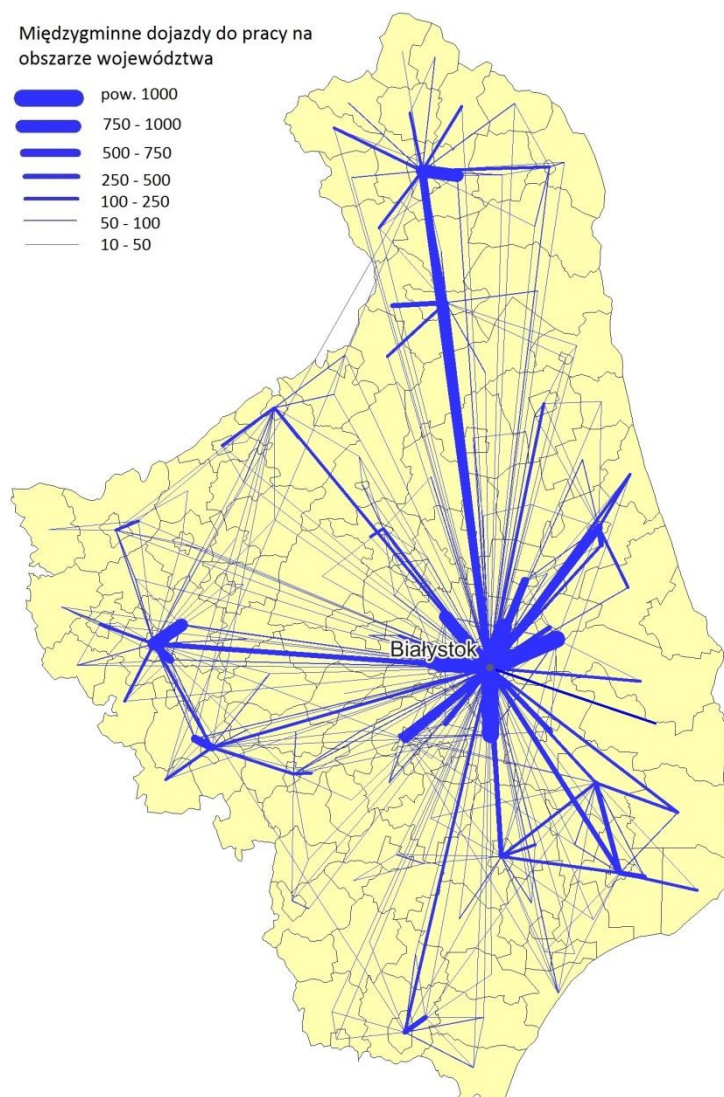 Międzygminne dojazdy do pracy na
obszarze województwa
pow. 1000
750 - 1000
500 - 750
250 - 500
100 - 250
50 - 100
10 - 50
Białystok